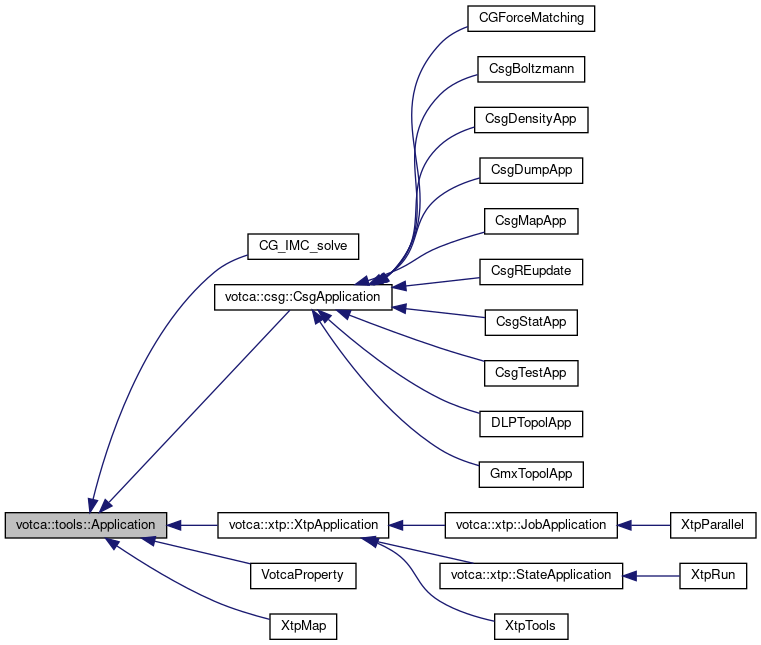 CGForceMatching
CsgBoltzmann
CsgDensityApp
CsgDumpApp
CsgMapApp
CG_IMC_solve
CsgREupdate
votca::csg::CsgApplication
CsgStatApp
CsgTestApp
DLPTopolApp
GmxTopolApp
votca::tools::Application
votca::xtp::XtpApplication
votca::xtp::JobApplication
XtpParallel
VotcaProperty
votca::xtp::StateApplication
XtpRun
XtpMap
XtpTools